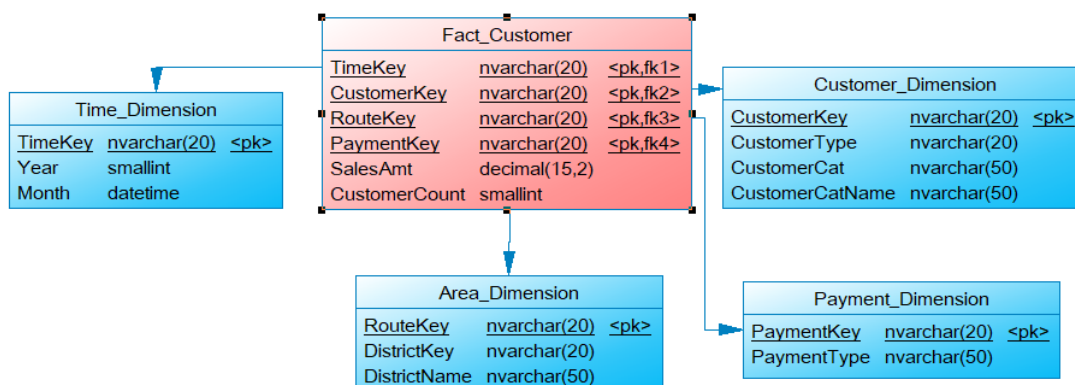 Fact_Customer
TimeKey nvarchar(20) <pk,fk1>
CustomerKey nvarchar(20) <pk,fk2>
RouteKey nvarchar(20) <pk,fk3>
PaymentKey nvarchar(20) <pk,fk4>
SalesAmt decimal(15,2)
CustomerCount smallint
Time_Dimension
TimeKey nvarchar(20) <pk>
Year smallint
Month datetime
Customer_Dimension
CustomerKey nvarchar(20) <pk>
CustomerType nvarchar(20)
CustomerCat nvarchar(50)
CustomerCatName nvarchar(50)
Area_Dimension
RouteKey nvarchar(20) <pk>
DistrictKey nvarchar(20)
DistrictName nvarchar(50)
Payment_Dimension
PaymentKey nvarchar(20) <pk>
PaymentType nvarchar(50)